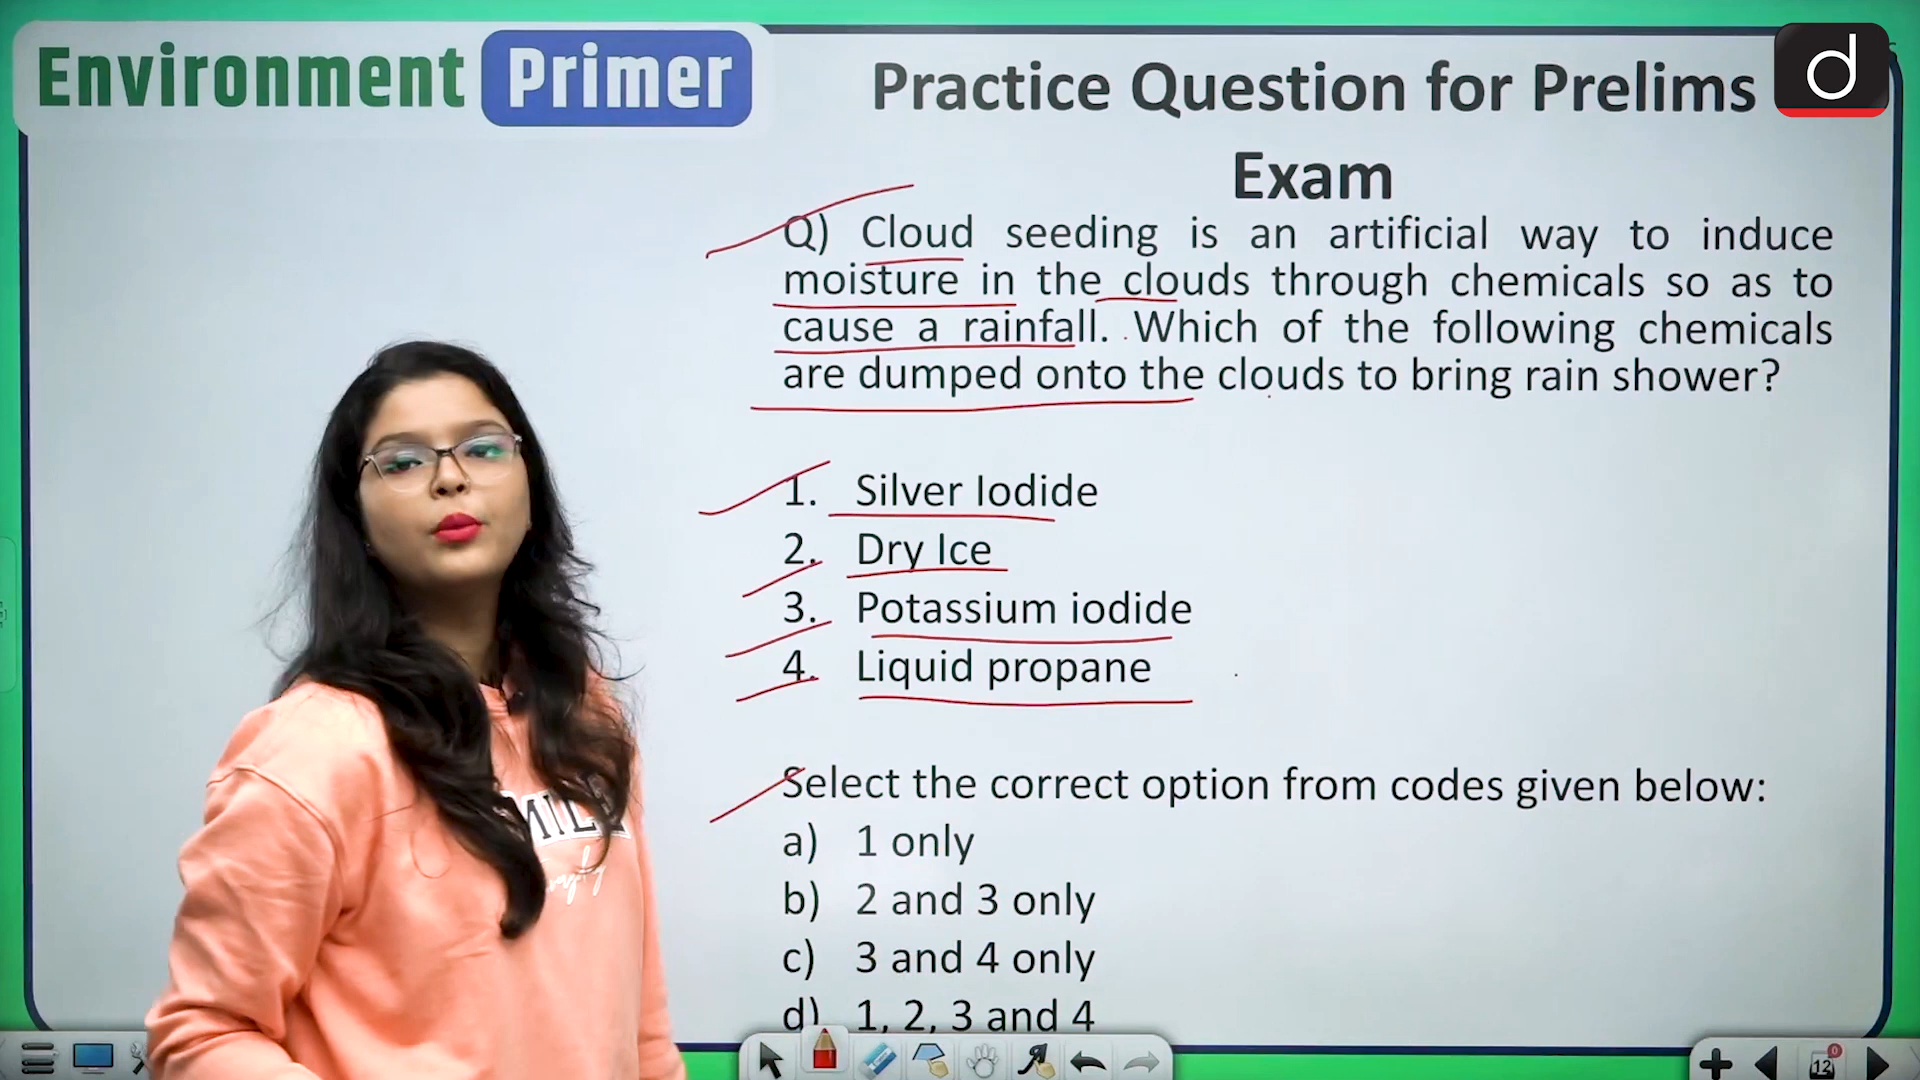 Environment Primer
Practice Question for Prelims
Exam
d
Q) Cloud seeding is an artificial way to induce
moisture in the clouds through chemicals so as to
cause a rainfall. Which of the following chemicals
are dumped onto the clouds to bring rain shower?
1. Silver Iodide
2. Dry Ice
3. Potassium iodide
4. Liquid propane
Select the correct option from codes given below:
a) 1 only
b) 2 and 3 only
c) 3 and 4 only
d) 1, 2, 3 and 4
12
0